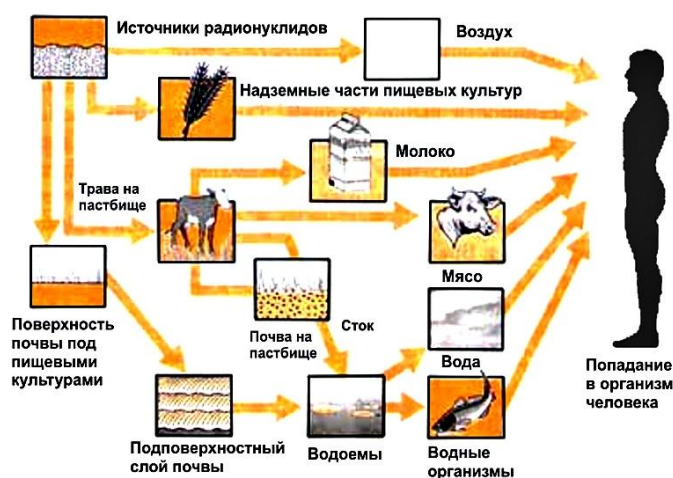 Источники радионуклидов
Воздух
Надземные части пищевых культур
Молоко
Трава на
пастбище
Мясо
Поверхность
почвы под
пищевыми
культурами
Почва на
пастбище
Сток
Вода
Попадание
в организм
человека
Подповерхностный
слой почвы
Водоемы
Водные
организмы